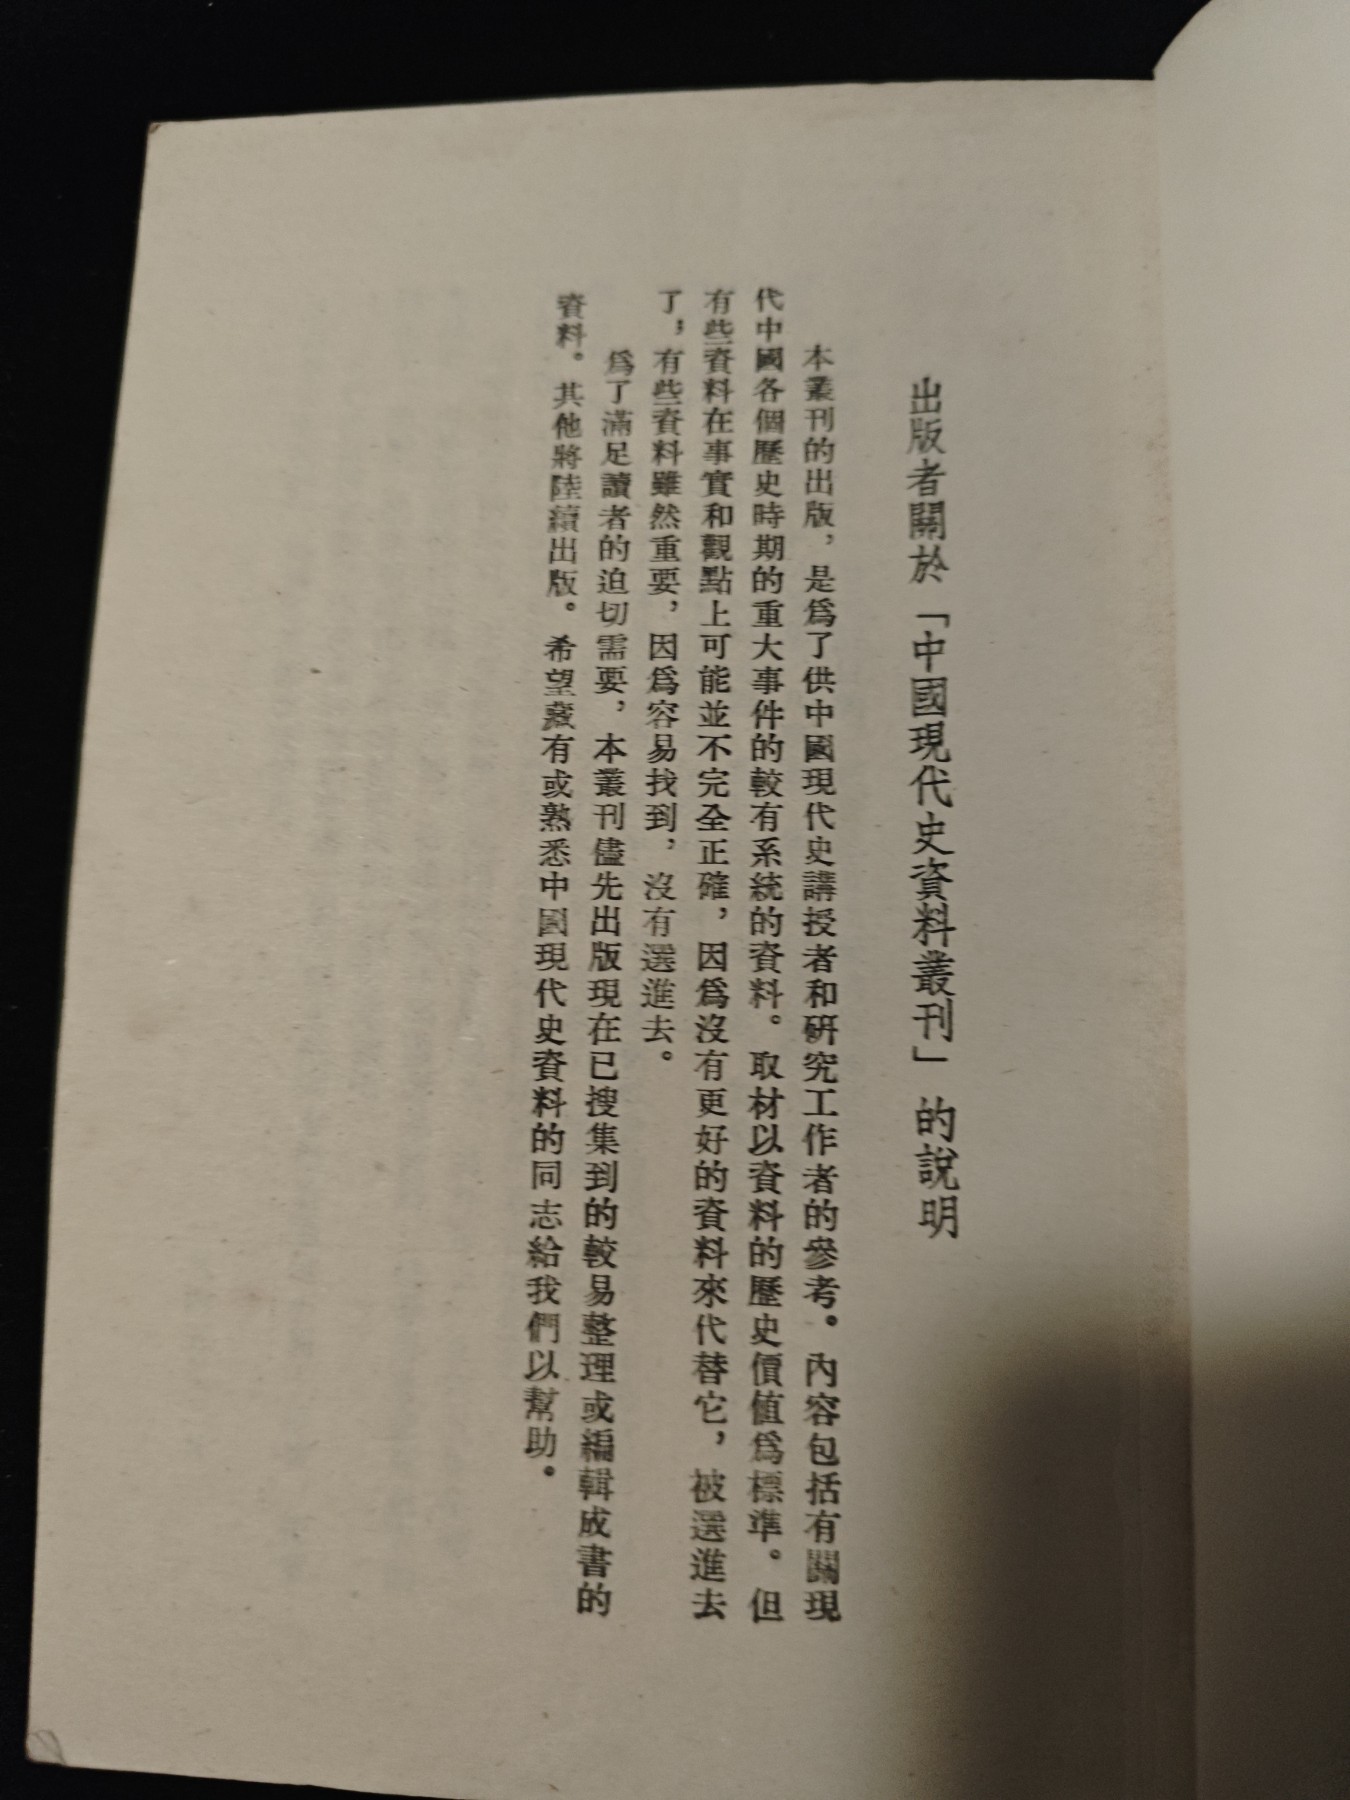 出版者關於「中國現代史資料叢刊」的說明
本叢刊的出版，是爲了供中國現代史講授者和研究工作者的參考。內容包括有關現
代中國各個歷史時期的重大事件的較有系統的資料。取材以資料的歷史價值爲標準。但
有些資料在事實和觀點上可能並不完全正確，因爲沒有更好的資料來代替它，被選進去
了，有些資料雖然重要，因爲容易找到，沒有選進去。
爲了滿足讀者的迫切需要，本叢刊儘先出版現在已搜集到的較易整理或編輯成書的
資料。其他將陸續出版。希望藏有或熟悉中國現代史資料的同志給我們以幫助。